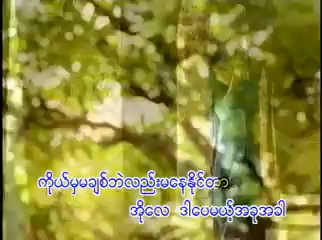 ကိုယ်မှမချစ်ဘဲလည်းမနေနိုင်တာ
အိုလေ ဒါပေမယ့်အခုအခါ